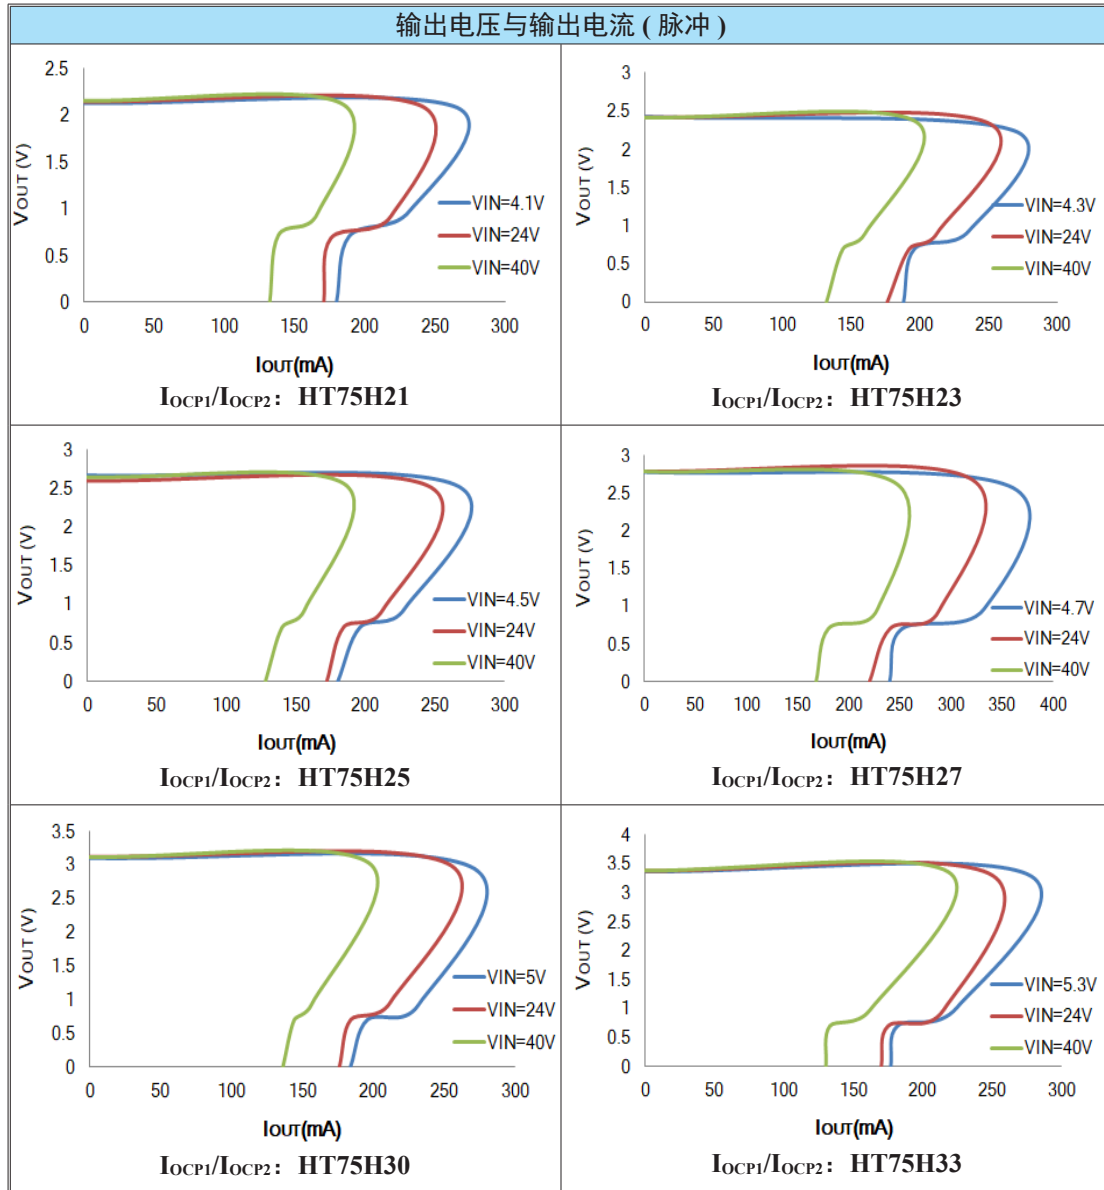 输出电压与输出电流 ( 脉冲 )
2.5
2
1.5
1
0.5
0
VOUT (V)
0 50 100 150 200 250 300
IOUT(mA)
VIN=4.1V
VIN=24V
VIN=40V
IOCP1/IOCP2： HT75H21
3
2.5
2
1.5
1
0.5
0
VOUT (V)
0 50 100 150 200 250 300
IOUT(mA)
VIN=4.3V
VIN=24V
VIN=40V
IOCP1/IOCP2： HT75H23
3
2.5
2
1.5
1
0.5
0
VOUT (V)
0 50 100 150 200 250 300
IOUT(mA)
VIN=4.5V
VIN=24V
VIN=40V
IOCP1/IOCP2： HT75H25
3
2.5
2
1.5
1
0.5
0
VOUT (V)
0 50 100 150 200 250 300 350 400
IOUT(mA)
VIN=4.7V
VIN=24V
VIN=40V
IOCP1/IOCP2： HT75H27
3.5
3
2.5
2
1.5
1
0.5
0
VOUT (V)
0 50 100 150 200 250 300
IOUT(mA)
VIN=5V
VIN=24V
VIN=40V
IOCP1/IOCP2： HT75H30
4
3.5
3
2.5
2
1.5
1
0.5
0
VOUT (V)
0 50 100 150 200 250 300
IOUT(mA)
VIN=5.3V
VIN=24V
VIN=40V
IOCP1/IOCP2： HT75H33